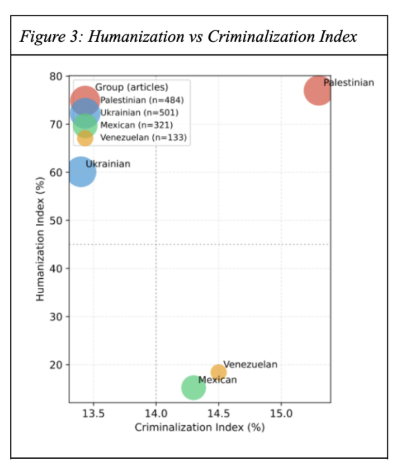 Figure 3: Humanization vs Criminalization Index
80
70
60
50
40
30
20
Humanization Index (%)
Group (articles)
Palestinian (n=484)
Ukrainian (n=501)
Mexican (n=321)
Venezuelan (n=133)
Palestinian
Ukrainian
Venezuelan
Mexican
13.5 14.0 14.5 15.0
Criminalization Index (%)